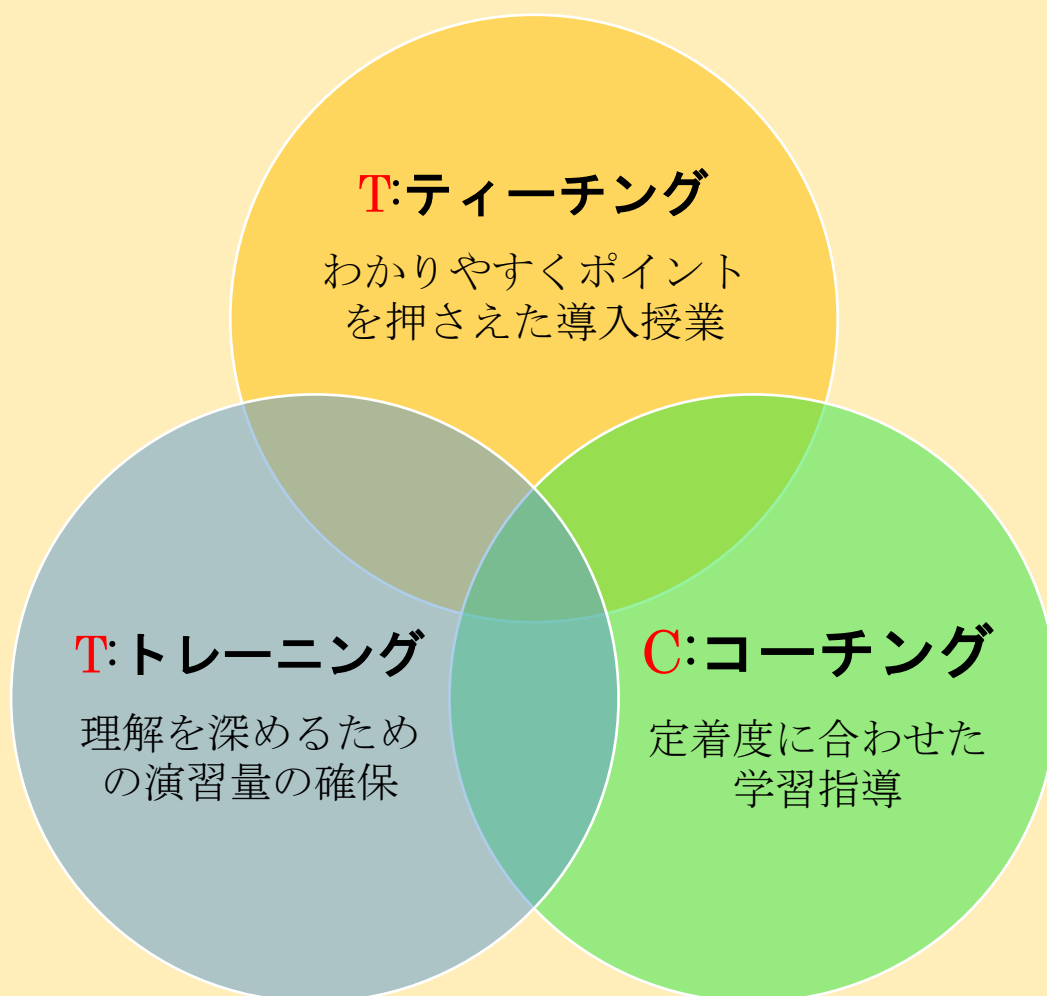 T:ティーチング
わかりやすくポイント
を押さえた導入授業
T:トレーニング
理解を深めるため
の演習量の確保
C:コーチング
定着度に合わせた
学習指導